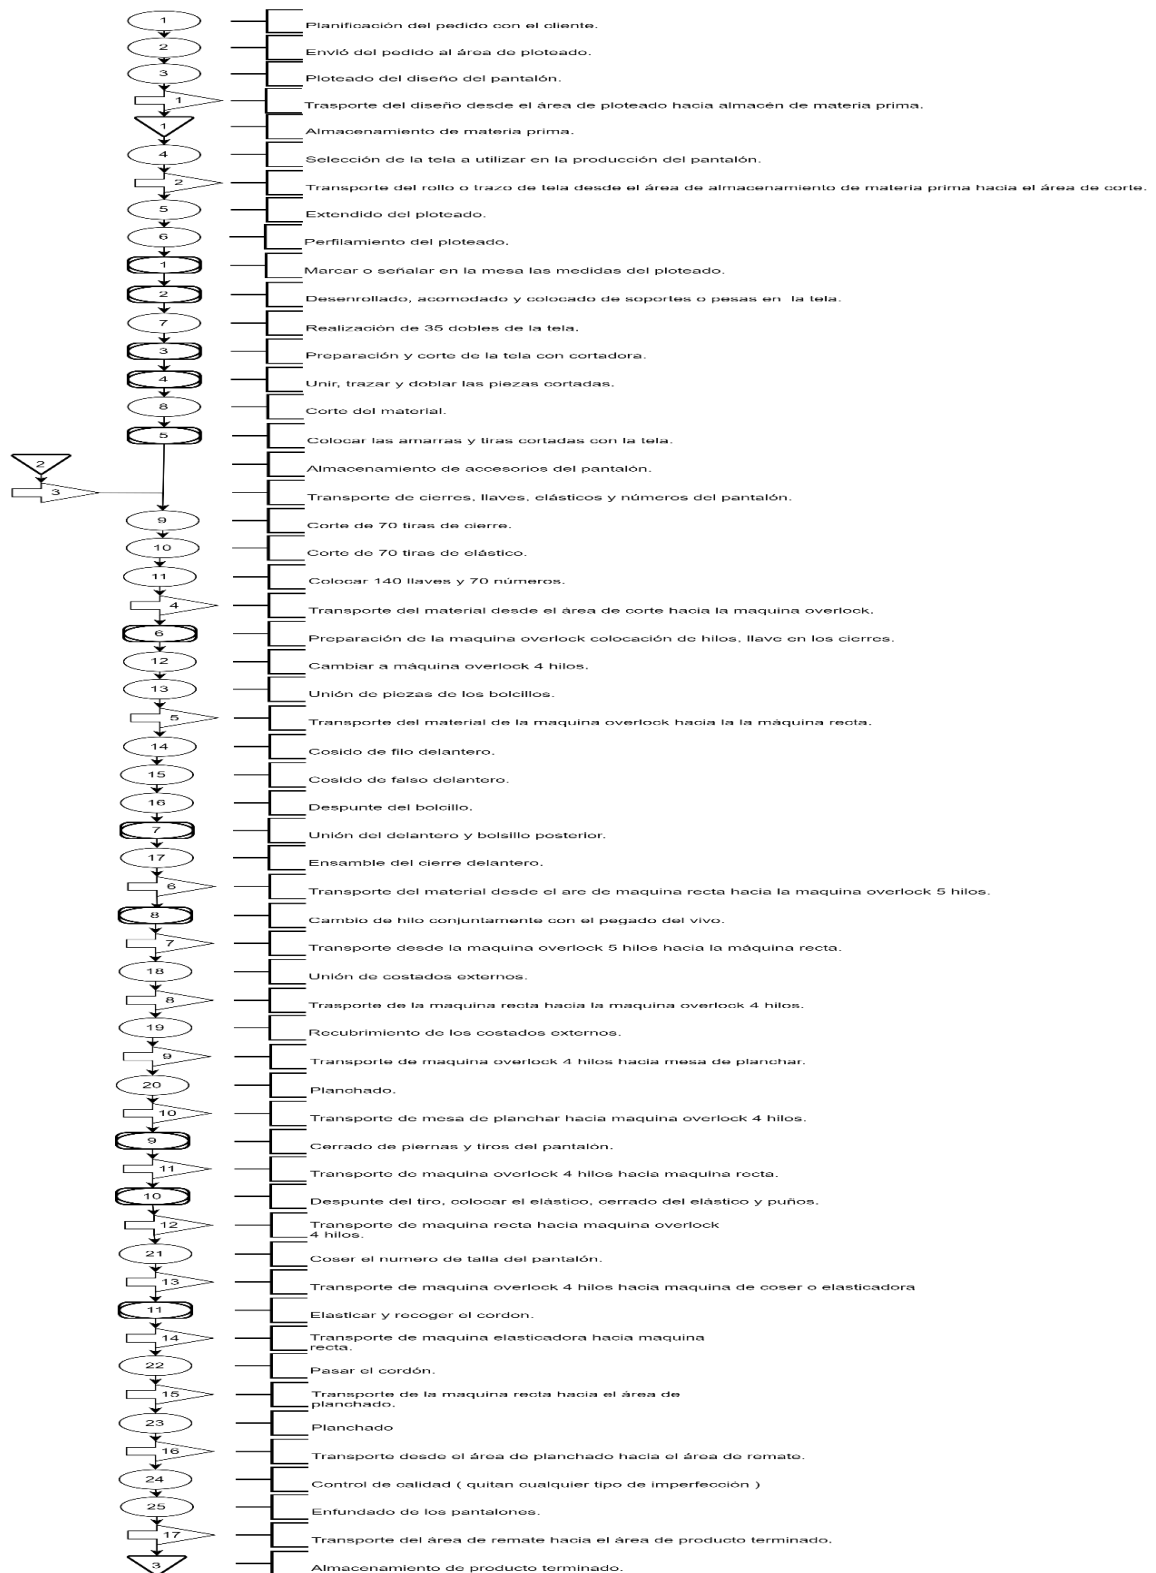 1 Planificación del pedido con el cliente.
2 Envió del pedido al área de ploteado.
3 Ploteado del diseño del pantalón.
1 Trasporte del diseño desde el área de ploteado hacia almacén de materia prima.
1 Almacenamiento de materia prima.
4 Selección de la tela a utilizar en la producción del pantalón.
2 Transporte del rollo o trazo de tela desde el área de almacenamiento de materia prima hacia el área de corte.
5 Extendido del ploteado.
6 Perfilamiento del ploteado.
1 Marcar o señalar en la mesa las medidas del ploteado.
2 Desenrollado, acomodado y colocado de soportes o pesas en la tela.
7 Realización de 35 dobles de la tela.
3 Preparación y corte de la tela con cortadora.
4 Unir, trazar y doblar las piezas cortadas.
8 Corte del material.
5 Colocar las amarras y tiras cortadas con la tela.
2 Almacenamiento de accesorios del pantalón.
3 Transporte de cierres, llaves, elásticos y números del pantalón.
9 Corte de 70 tiras de cierre.
10 Corte de 70 tiras de elástico.
11 Colocar 140 llaves y 70 números.
4 Transporte del material desde el área de corte hacia la maquina overlock.
6 Preparación de la maquina overlock colocación de hilos, llave en los cierres.
12 Cambiar a máquina overlock 4 hilos.
13 Unión de piezas de los bolcillos.
5 Transporte del material de la maquina overlock hacia la la máquina recta.
14 Cosido de filo delantero.
15 Cosido de falso delantero.
16 Despunte del bolcillo.
7 Unión del delantero y bolsillo posterior.
17 Ensamble del cierre delantero.
6 Transporte del material desde el are de maquina recta hacia la maquina overlock 5 hilos.
8 Cambio de hilo conjuntamente con el pegado del vivo.
7 Transporte desde la maquina overlock 5 hilos hacia la máquina recta.
18 Unión de costados externos.
8 Trasporte de la maquina recta hacia la maquina overlock 4 hilos.
19 Recubrimiento de los costados externos.
9 Transporte de maquina overlock 4 hilos hacia mesa de planchar.
20 Planchado.
10 Transporte de mesa de planchar hacia maquina overlock 4 hilos.
9 Cerrado de piernas y tiros del pantalón.
11 Transporte de maquina overlock 4 hilos hacia maquina recta.
10 Despunte del tiro, colocar el elástico, cerrado del elástico y puños.
12 Transporte de maquina recta hacia maquina overlock
4 hilos.
21 Coser el numero de talla del pantalón.
13 Transporte de maquina overlock 4 hilos hacia maquina de coser o elasticadora
11 Elasticar y recoger el cordon.
14 Transporte de maquina elasticadora hacia maquina
recta.
22 Pasar el cordón.
15 Transporte de la maquina recta hacia el área de
planchado.
23 Planchado
16 Transporte desde el área de planchado hacia el área de remate.
24 Control de calidad ( quitan cualquier tipo de imperfección )
25 Enfundado de los pantalones.
17 Transporte del área de remate hacia el área de producto terminado.
3 Almacenamiento de producto terminado.